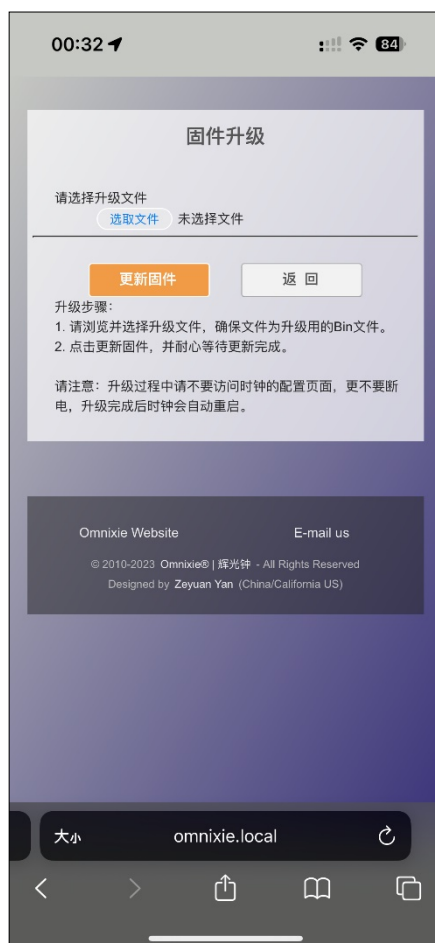 00:32
84
固件升级
请选择升级文件
选取文件 未选择文件
更新固件 返 回
升级步骤：
1. 请浏览并选择升级文件，确保文件为升级用的Bin文件。
2. 点击更新固件，并耐心等待更新完成。
请注意：升级过程中请不要访问时钟的配置页面，更不要断
电，升级完成后时钟会自动重启。
Omnixie Website E-mail us
© 2010-2023 Omnixie® | 辉光钟 - All Rights Reserved
Designed by Zeyuan Yan (China/California US)
大小 omnixie.local